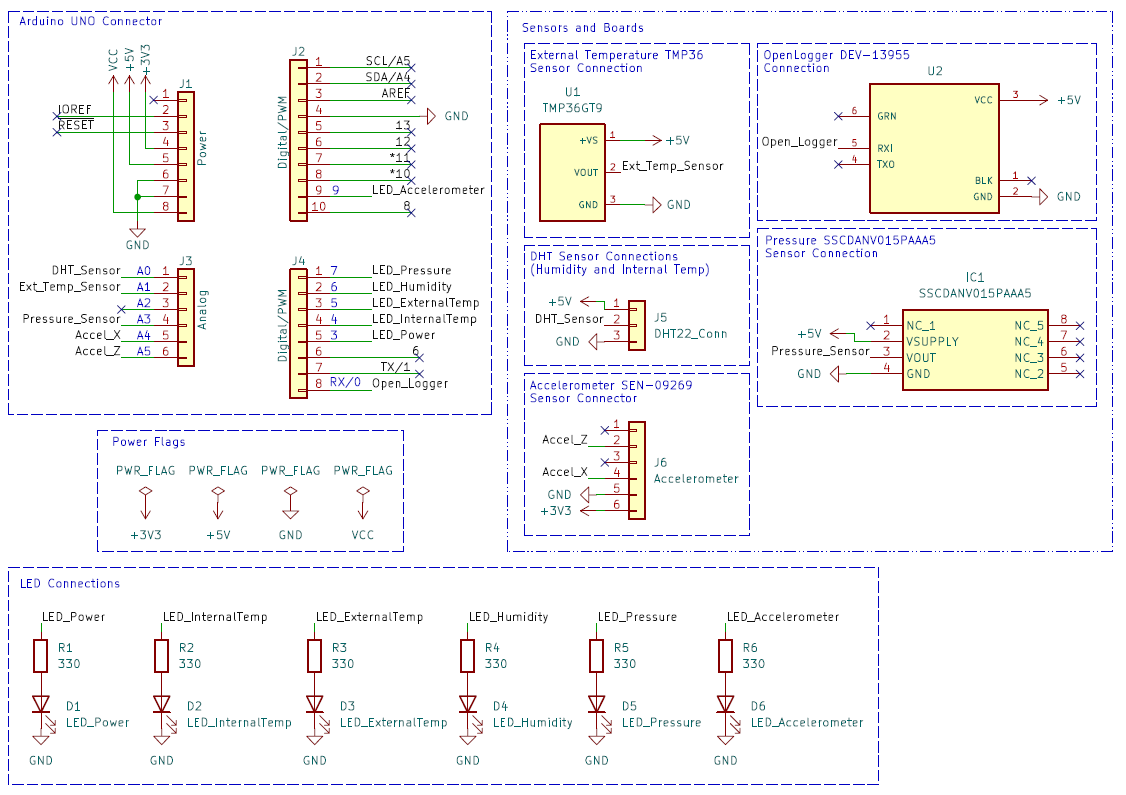 Arduino UNO Connector
VCC
+5V
+3V3
J1
1
IOREF
2
RESET
3
4
5
6
7
8
Power
GND
J2
1 SCL/A5
2 SDA/A4
3 AREF
4 GND
5 13
6 12
7 *11
8 *10
9 9 LED_Accelerometer
10 8
Digital/PWM
J3
DHT_Sensor A0 1
Ext_Temp_Sensor A1 2
A2 3
Pressure_Sensor A3 4
Accel_X A4 5
Accel_Z A5 6
Analog
J4
1 7 LED_Pressure
2 6 LED_Humidity
3 5 LED_ExternalTemp
4 4 LED_InternalTemp
5 3 LED_Power
6 6
7 TX/1
8 RX/0 Open_Logger
Digital/PWM
Power Flags
PWR_FLAG PWR_FLAG PWR_FLAG PWR_FLAG
+3V3 +5V GND VCC
Sensors and Boards
External Temperature TMP36
Sensor Connection
U1
TMP36GT9
+VS 1 +5V
VOUT 2 Ext_Temp_Sensor
GND 3 GND
OpenLogger DEV-13955
Connection
U2
VCC 3 +5V
6 GRN
Open_Logger 5 RXI
4 TXO
BLK 1
GND 2 GND
DHT Sensor Connections
(Humidity and Internal Temp)
+5V 1
DHT_Sensor 2
GND 3
J5
DHT22_Conn
Pressure SSCDANV015PAAA5
Sensor Connection
IC1
SSCDANV015PAAA5
1 NC_1 NC_5 8
+5V 2 VSUPPLY NC_4 7
Pressure_Sensor 3 VOUT NC_3 6
GND 4 GND NC_2 5
Accelerometer SEN-09269
Sensor Connector
1
Accel_Z 2
3
Accel_X 4
GND 5
+3V3 6
J6
Accelerometer
LED Connections
LED_Power LED_InternalTemp LED_ExternalTemp LED_Humidity LED_Pressure LED_Accelerometer
R1 R2 R3 R4 R5 R6
330 330 330 330 330 330
D1 D2 D3 D4 D5 D6
LED_Power LED_InternalTemp LED_ExternalTemp LED_Humidity LED_Pressure LED_Accelerometer
GND GND GND GND GND GND